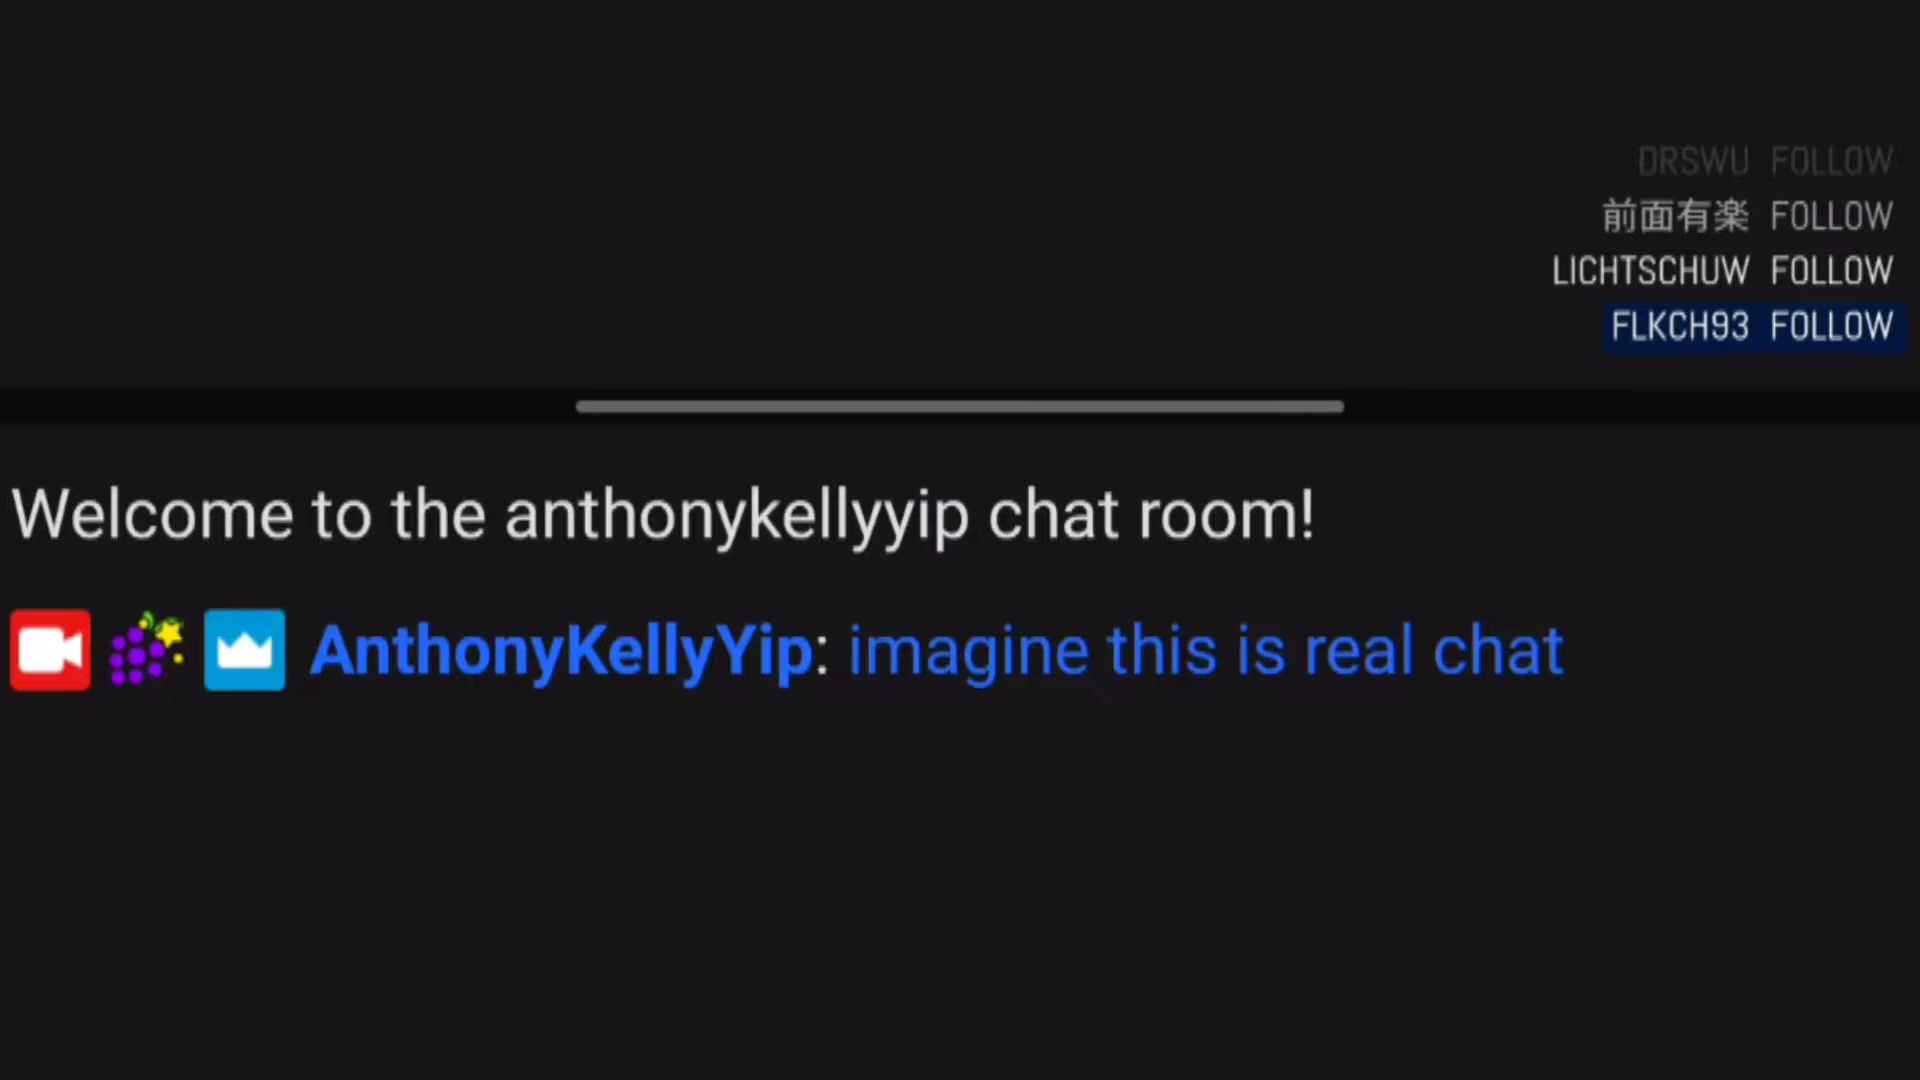 DRSWU FOLLOW
前面有楽 FOLLOW
LICHTSCHUW FOLLOW
FLKCH93 FOLLOW
Welcome to the anthonykellyyip chat room!
AnthonyKellyYip: imagine this is real chat